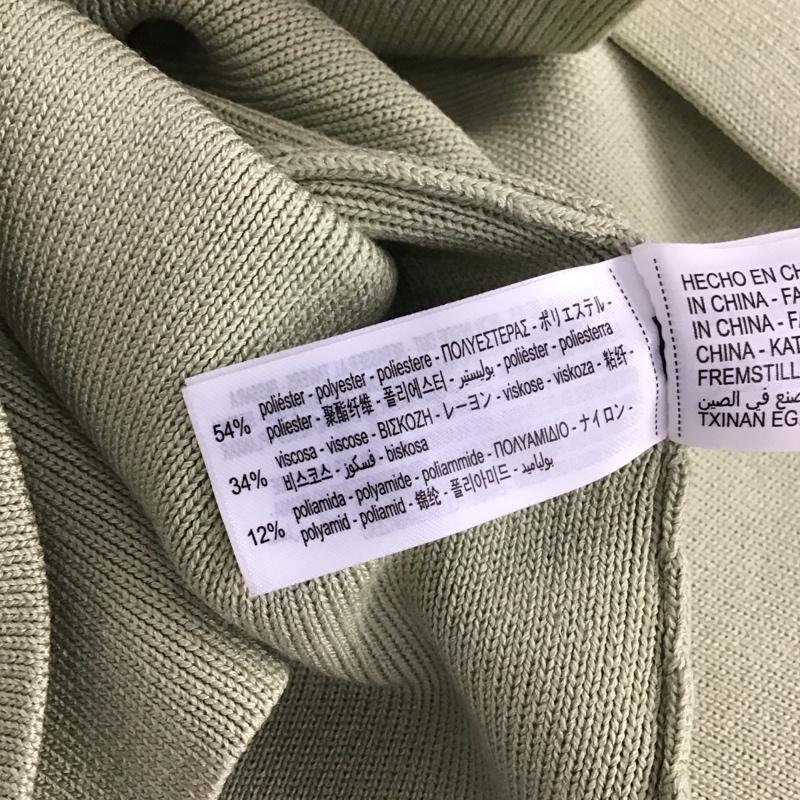 54% poliéster - polyester - poliestere - ΠΟΛΥΕΣΤΕΡΑΣ - ポリエステル -
poliester - 聚酯纤维 - 폴리에스터 - بوليستير - polièster - poliesterra
34% viscosa - viscose - ΒΙΣΚΟΖΗ - レーヨン - viskose - viskoza - 粘纤 -
비스코스 - فسكوز - biskosa
12% poliamida - polyamide - poliammide - ΠΟΛΥΑΜΙΔΙΟ - ナイロン -
polyamid - poliamid - 锦纶 - 폴리아미드 - بولياميد
HECHO EN CH
IN CHINA - FA
IN CHINA - FA
CHINA - KAT
FREMSTILL
صنع في الصين
TXINAN EG